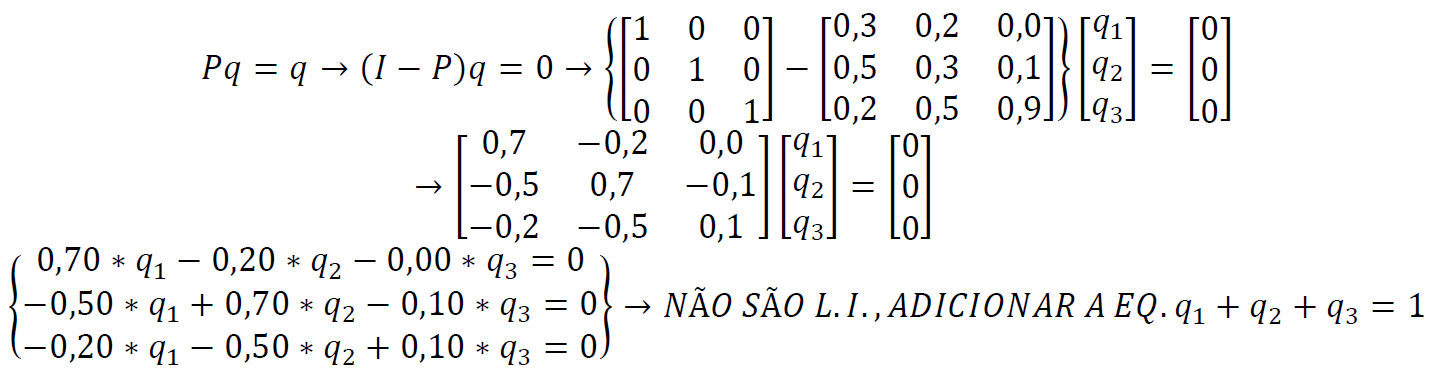 Pq = q → (I − P)q = 0 → {[1 0 0; 0 1 0; 0 0 1] − [0,3 0,2 0,0; 0,5 0,3 0,1; 0,2 0,5 0,9]} [q₁; q₂; q₃] = [0; 0; 0]
→ [0,7 −0,2 0,0; −0,5 0,7 −0,1; −0,2 −0,5 0,1] [q₁; q₂; q₃] = [0; 0; 0]
0,70 * q₁ − 0,20 * q₂ − 0,00 * q₃ = 0
−0,50 * q₁ + 0,70 * q₂ − 0,10 * q₃ = 0 → NÃO SÃO L.I., ADICIONAR A EQ. q₁ + q₂ + q₃ = 1
−0,20 * q₁ − 0,50 * q₂ + 0,10 * q₃ = 0